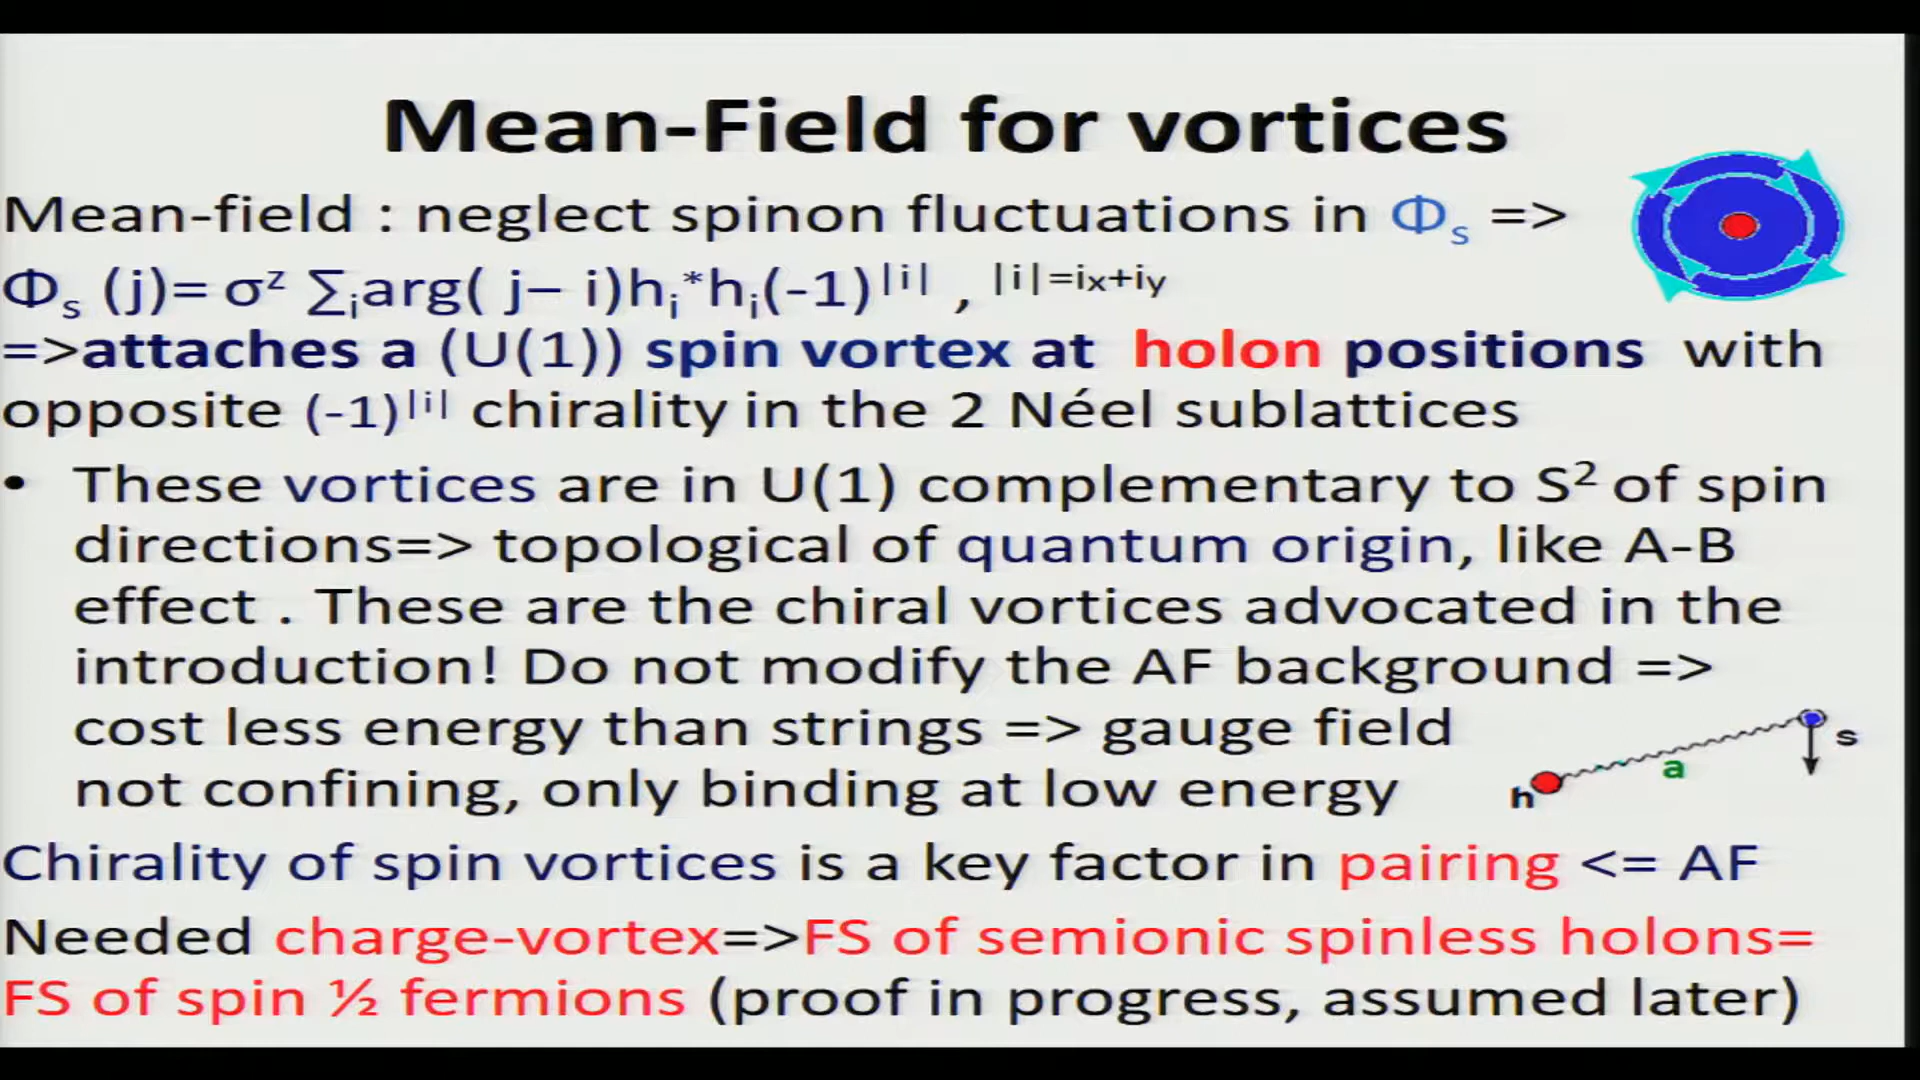 Mean-Field for vortices
Mean-field : neglect spinon fluctuations in Φs =>
Φs (j)= σᶻ ∑ᵢarg( j– i)hᵢ*hᵢ(-1)|i| , |i|=ix+iy
=>attaches a (U(1)) spin vortex at holon positions with
opposite (-1)|i| chirality in the 2 Néel sublattices
• These vortices are in U(1) complementary to S² of spin
directions=> topological of quantum origin, like A-B
effect . These are the chiral vortices advocated in the
introduction! Do not modify the AF background =>
cost less energy than strings => gauge field
not confining, only binding at low energy
s
a
h
Chirality of spin vortices is a key factor in pairing <= AF
Needed charge-vortex=>FS of semionic spinless holons=
FS of spin ½ fermions (proof in progress, assumed later)